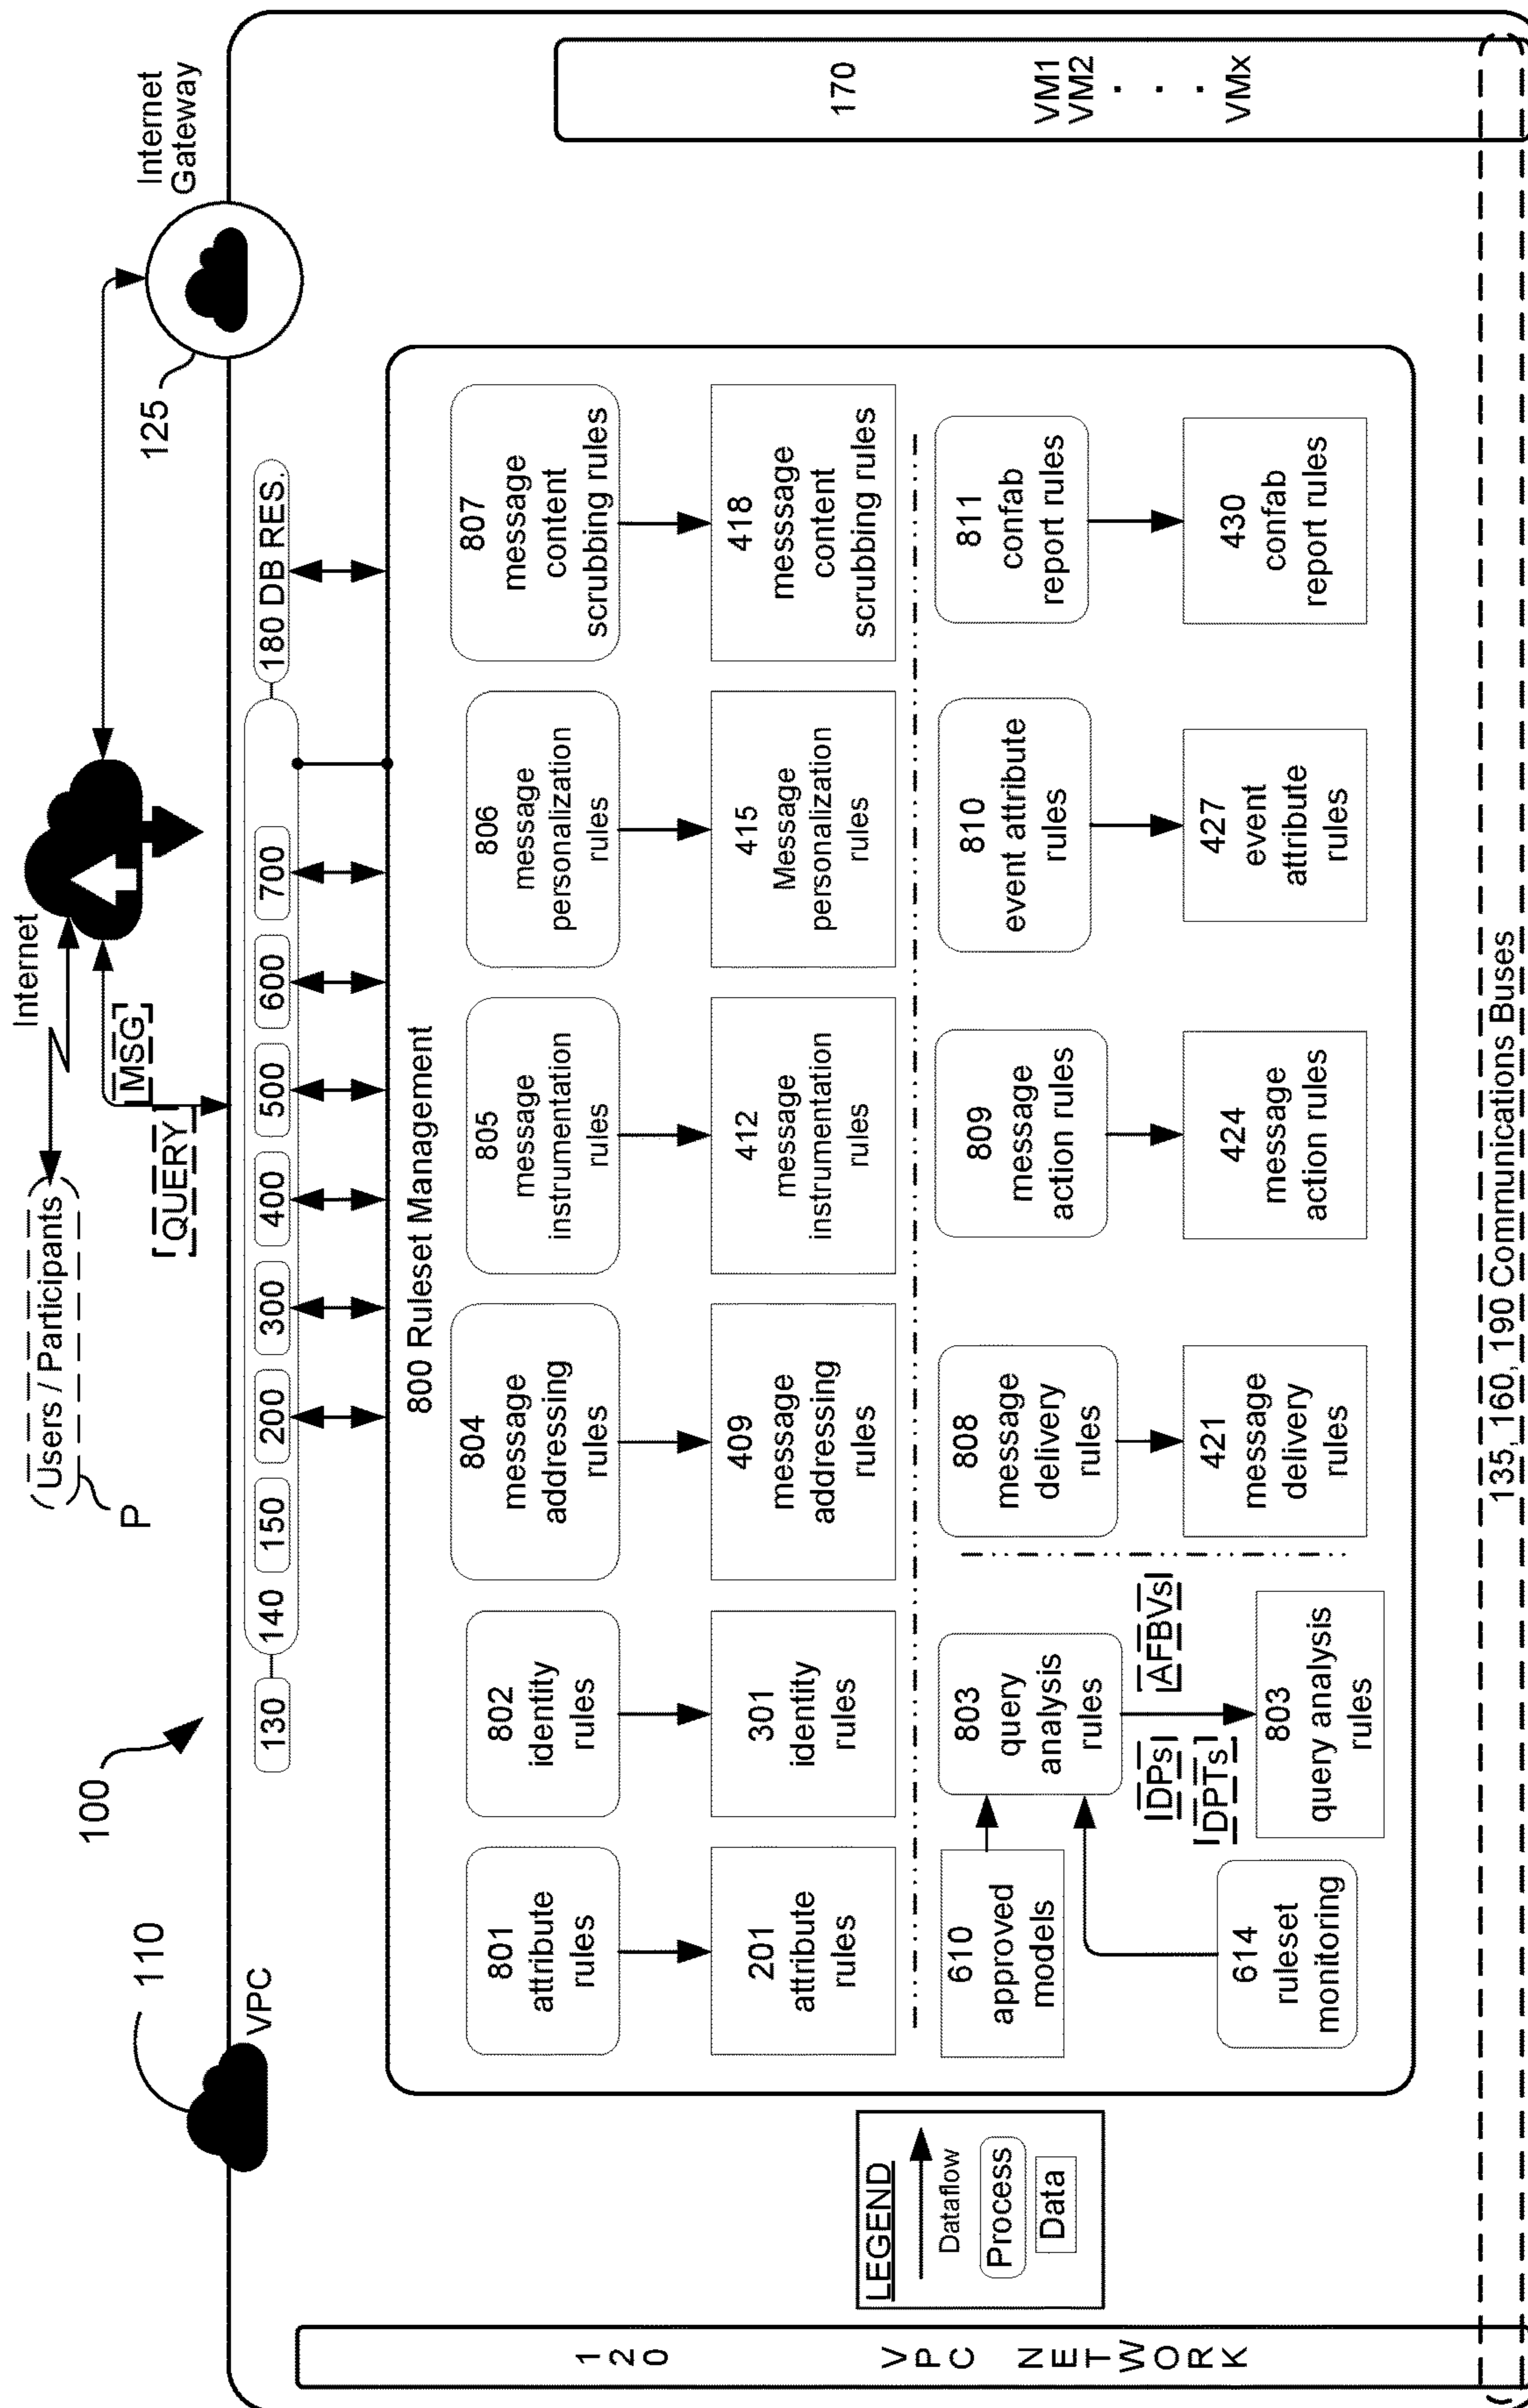 Internet
Users / Participants
P
MSG
QUERY
Internet
Gateway
125
110
VPC
100
130
140
150
200
300
400
500
600
700
180 DB RES.
800 Ruleset Management
801
attribute
rules
802
identity
rules
804
message
addressing
rules
805
message
instrumentation
rules
806
message
personalization
rules
807
message
content
scrubbing rules
201
attribute
rules
301
identity
rules
409
message
addressing
rules
412
message
instrumentation
rules
415
Message
personalization
rules
418
messsage
content
scrubbing rules
610
approved
models
803
query
analysis
rules
808
message
delivery
rules
809
message
action rules
810
event attribute
rules
811
confab
report rules
IDPs
DPTs
AFBVs
614
ruleset
monitoring
803
query analysis
rules
421
message
delivery
rules
424
message
action rules
427
event
attribute
rules
430
confab
report rules
LEGEND
Dataflow
Process
Data
120
VPC NETWORK
170
VM1
VM2
.
.
.
VMx
135, 160, 190 Communications Buses